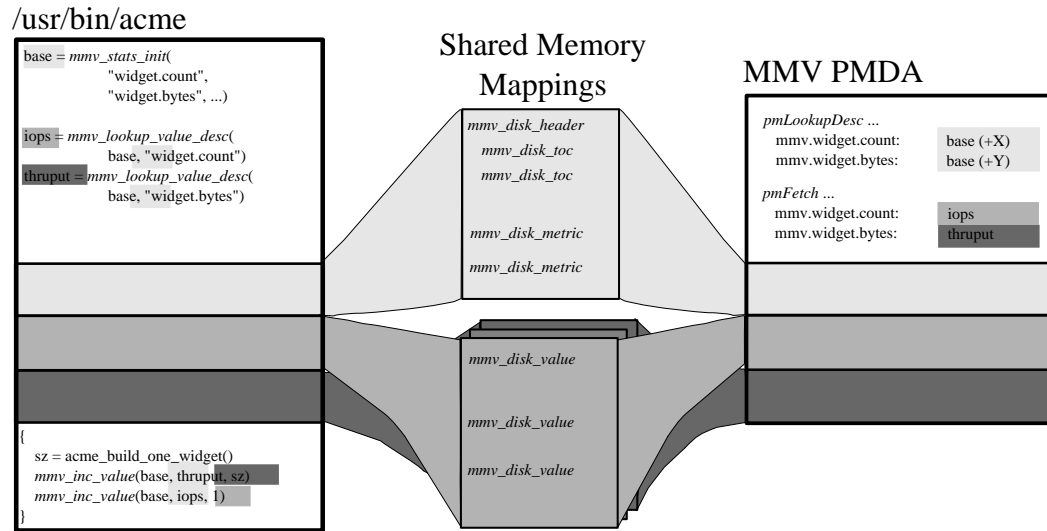 /usr/bin/acme
base = mmv_stats_init(
"widget.count",
"widget.bytes", ...)
iops = mmv_lookup_value_desc(
base, "widget.count")
thruput = mmv_lookup_value_desc(
base, "widget.bytes")
{
sz = acme_build_one_widget()
mmv_inc_value(base, thruput, sz)
mmv_inc_value(base, iops, 1)
}
Shared Memory
Mappings
mmv_disk_header
mmv_disk_toc
mmv_disk_toc
mmv_disk_metric
mmv_disk_metric
mmv_disk_value
mmv_disk_value
mmv_disk_value
MMV PMDA
pmLookupDesc ...
mmv.widget.count: base (+X)
mmv.widget.bytes: base (+Y)
pmFetch ...
mmv.widget.count: iops
mmv.widget.bytes: thruput